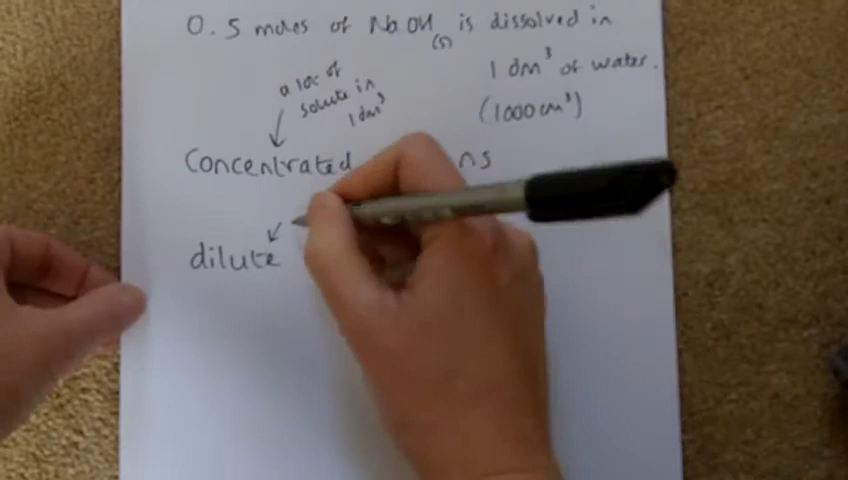 0.5 moles of NaOH(s) is dissolved in
1 dm³ of water.
(1000cm³)
a lot of
solute in
1dm³
Concentrated ns
dilute